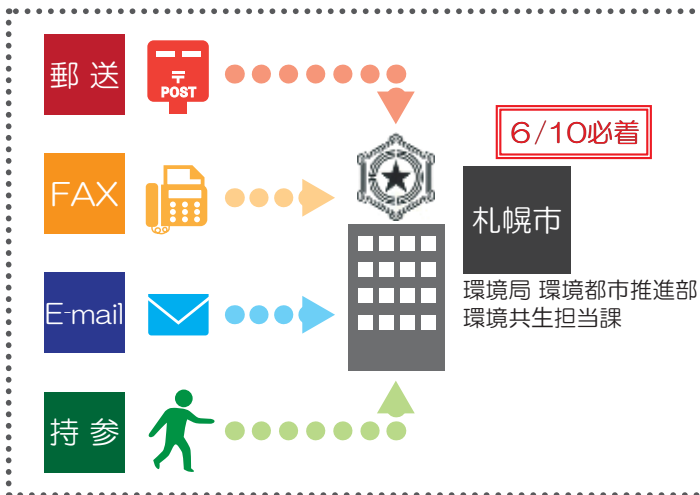 郵送
〒
POST
6/10必着
FAX
札幌市
E-mail
環境局 環境都市推進部
環境共生担当課
持参